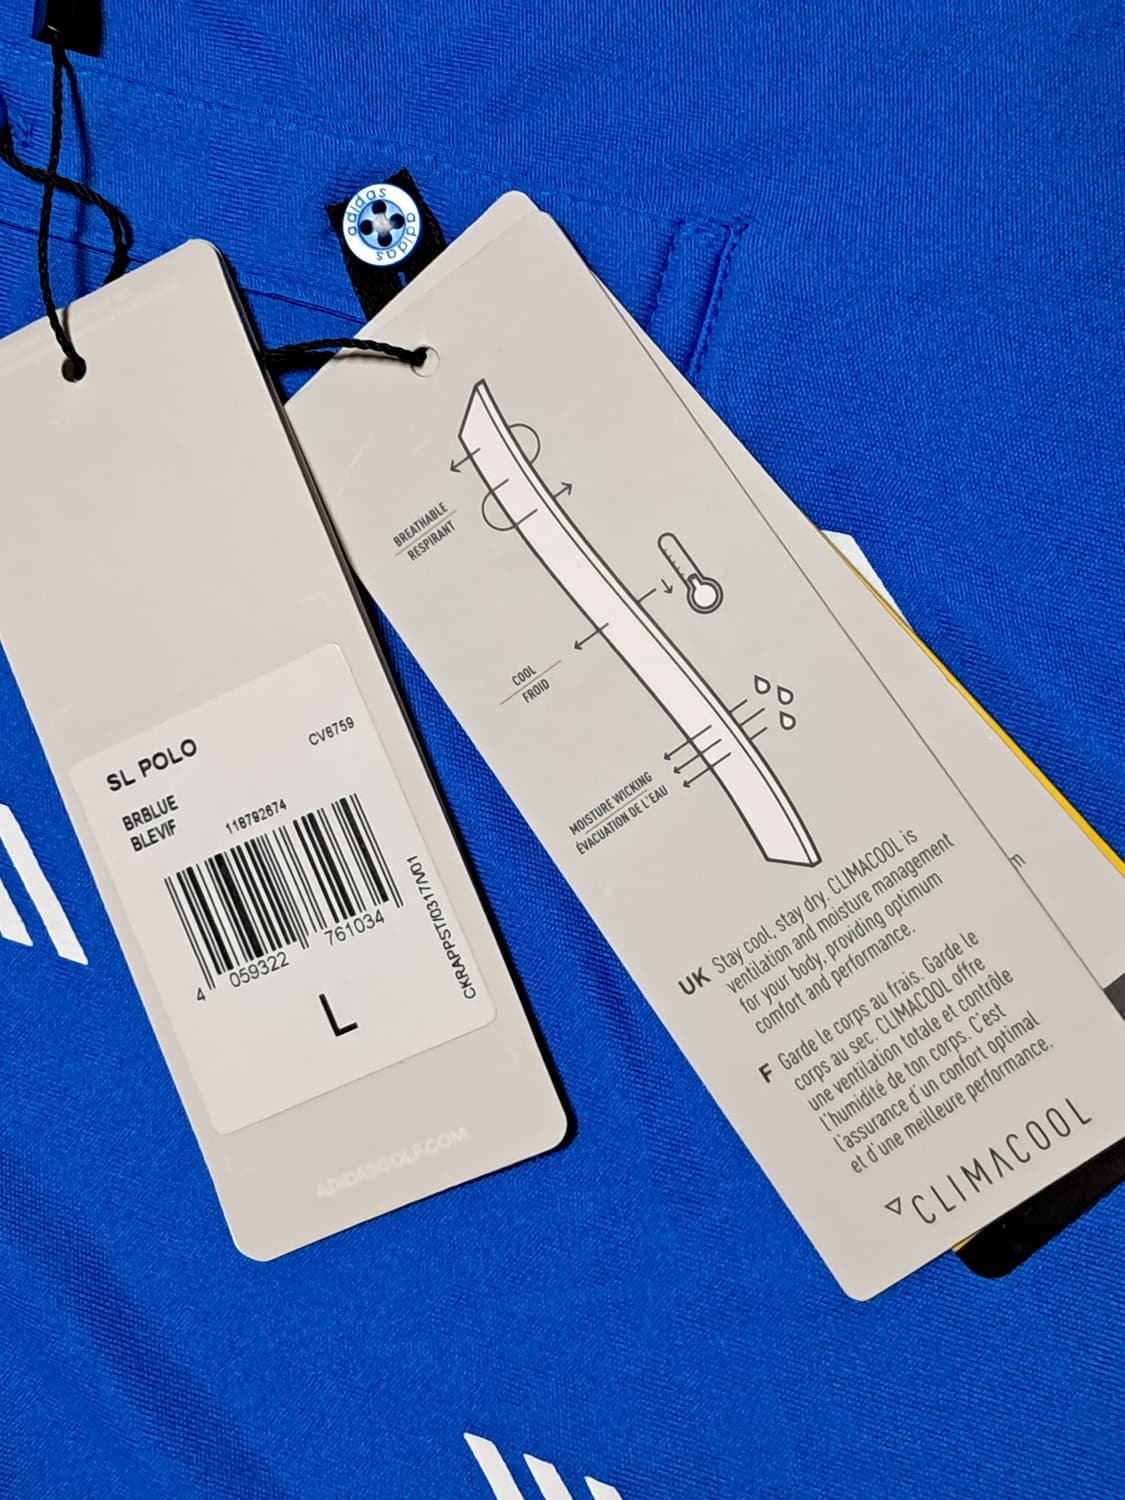 adidas
adidas
adidas
SL POLO
CV8759
BRBLUE
BLEVIF
116792674
4 059322 761034
CKRAPPST/0317/V01
L
ADIDASGOLF.COM
BREATHABLE
RESPIRANT
COOL
FROID
MOISTURE WICKING
ÉVACUATION DE L'EAU
UK Stay cool, stay dry. CLIMACOOL is
ventilation and moisture management
for your body, providing optimum
comfort and performance.
F Garde le corps au frais. Garde le
corps au sec. CLIMACOOL offre
une ventilation totale et contrôle
l'humidité de ton corps. C'est
l'assurance d'un confort optimal
et d'une meilleure performance.
CLIMACOOL